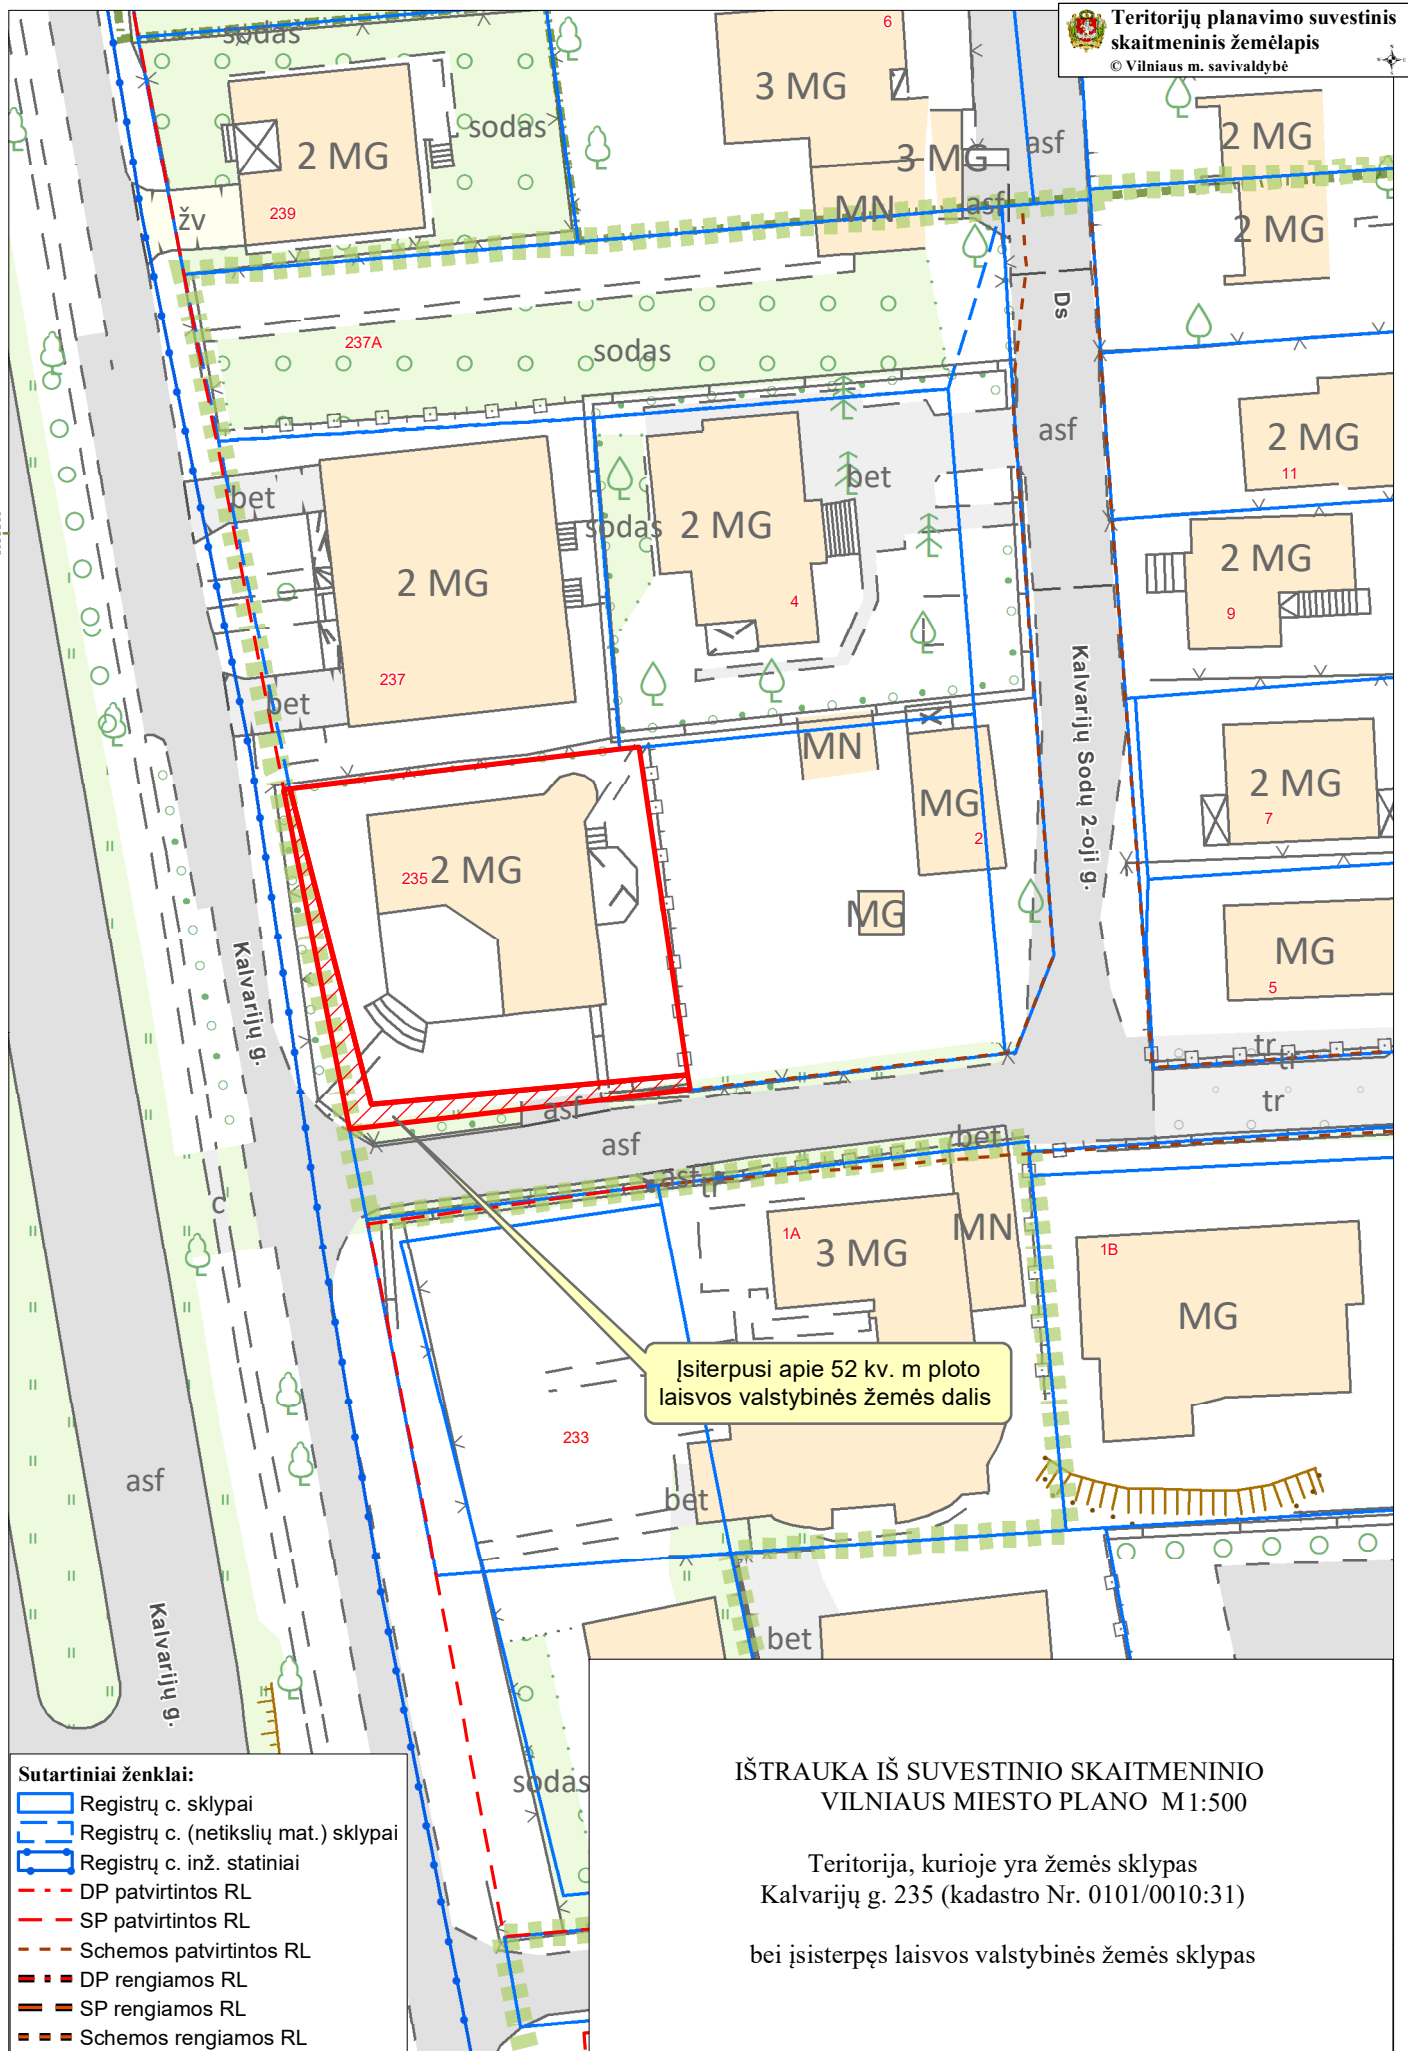 Teritorijų planavimo suvestinis
skaitmeninis žemėlapis
© Vilniaus m. savivaldybė
sodas
6
3 MG
2 MG
sodas
3 MG
asf
2 MG
239
žv
MN
asf
2 MG
Ds
237A
sodas
asf
2 MG
11
bet
2 MG
237
bet
sodas
2 MG
4
bet
2 MG
9
Kalvarijų Sodų 2-oji g.
MN
MG
2
2 MG
7
235 2 MG
MG
MG
5
Kalvarijų g.
tr
tr
tr
asf
asf
bet
asf
tr
c
1A
3 MG
MN
1B
MG
Įsiterpusi apie 52 kv. m ploto
laisvos valstybinės žemės dalis
233
asf
bet
Kalvarijų g.
bet
sodas
IŠTRAUKA IŠ SUVESTINIO SKAITMENINIO
VILNIAUS MIESTO PLANO M 1:500
Teritorija, kurioje yra žemės sklypas
Kalvarijų g. 235 (kadastro Nr. 0101/0010:31)
bei įsisterpęs laisvos valstybinės žemės sklypas
Sutartiniai ženklai:
Registrų c. sklypai
Registrų c. (netikslių mat.) sklypai
Registrų c. inž. statiniai
DP patvirtintos RL
SP patvirtintos RL
Schemos patvirtintos RL
DP rengiamos RL
SP rengiamos RL
Schemos rengiamos RL